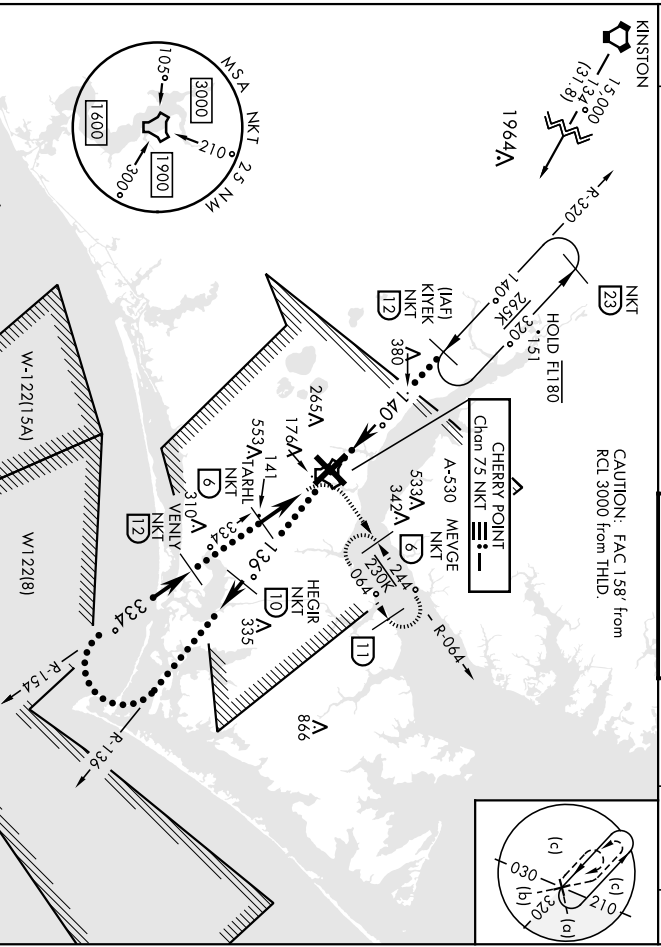 KINSTON
15,000
134°
(31.8)
1964
MSA NKT 25 NM
105°
3000
210°
1900
300°
1600
R-320
NKT
23
HOLD FL180
140°
265K
320°
151
(IAF)
KIYEK
NKT
12
380
140°
CAUTION: FAC 158' from
RCL 3000 from THLD.
CHERRY POINT
Chan 75 NKT
A-530
265
176
533
342
MEVGE
NKT
6
244°
230K
064°
R-064
11
141
553
TARHL
NKT
6
334°
310
VENLY
NKT
12
136°
HEGIR
NKT
10
335
866
334°
R-154
R-136
W-122(15A)
W122(8)
(c)
(c)
030
210
(b)
320
(a)